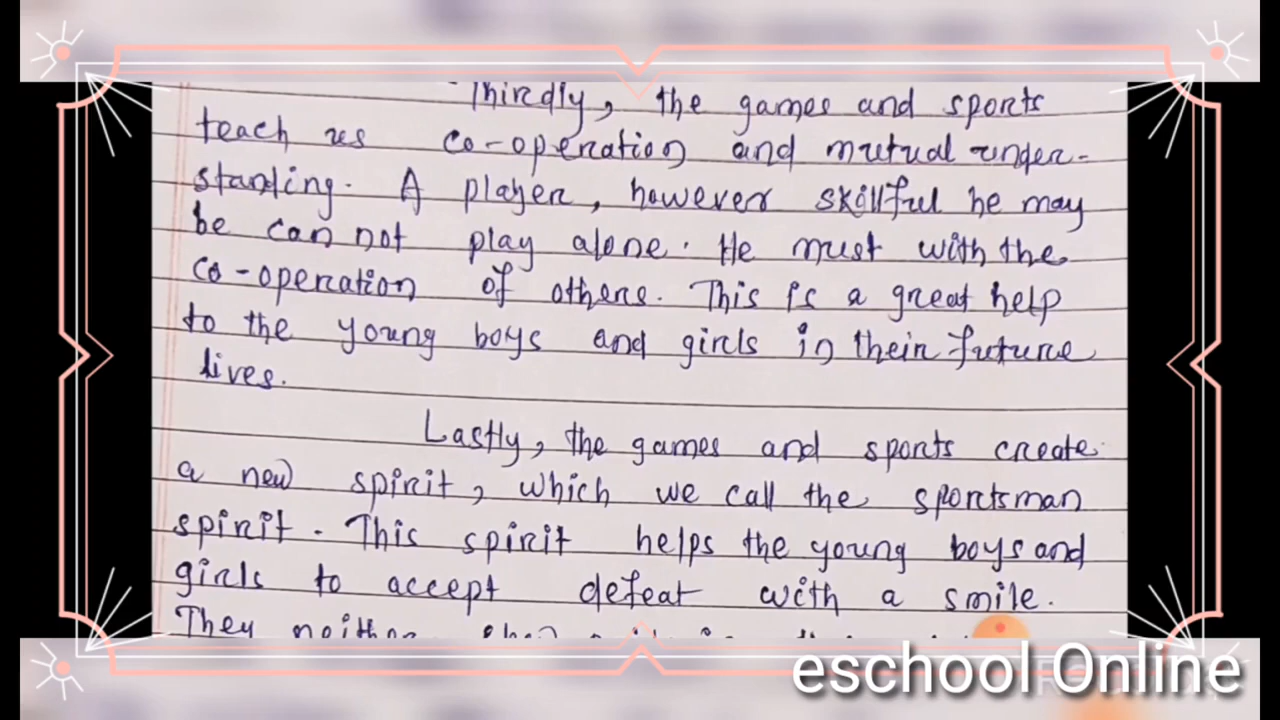 Thirdly, the games and sports
teach us co-operation and mutual under-
standing. A player, however skillful he may
be can not play alone. He must with the
co-operation of others. This is a great help
to the young boys and girls in their future
lives.
Lastly, the games and sports create
a new spirit, which we call the sportsman
spirit. This spirit helps the young boys and
girls to accept defeat with a smile.
They neither
eschool Online